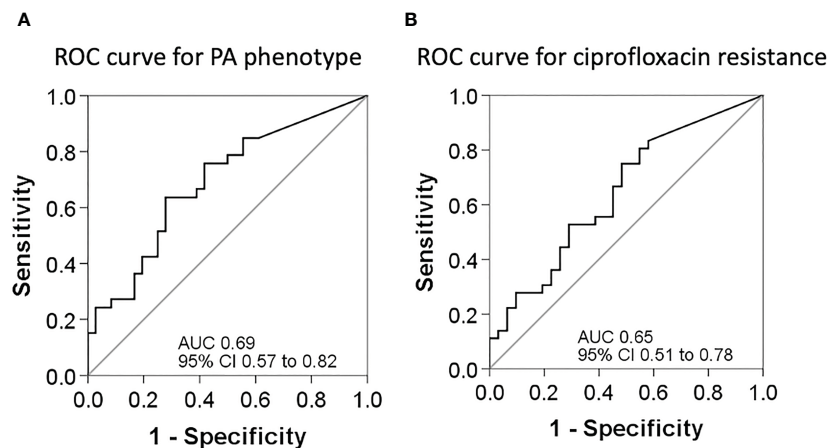 A
ROC curve for PA phenotype
1.0
0.8
0.6
0.4
0.2
0.0
Sensitivity
AUC 0.69
95% CI 0.57 to 0.82
0.0 0.2 0.4 0.6 0.8 1.0
1 - Specificity
B
ROC curve for ciprofloxacin resistance
1.0
0.8
0.6
0.4
0.2
0.0
Sensitivity
AUC 0.65
95% CI 0.51 to 0.78
0.0 0.2 0.4 0.6 0.8 1.0
1 - Specificity